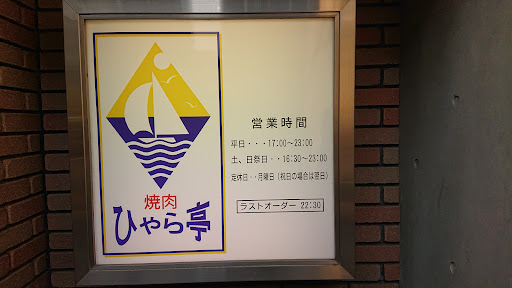 焼肉
ひゃら亭
営業時間
平日・・・17:00～23:00
土、日祭日・・16:30～23:00
定休日・・月曜日（祝日の場合は翌日）
ラストオーダー 22:30